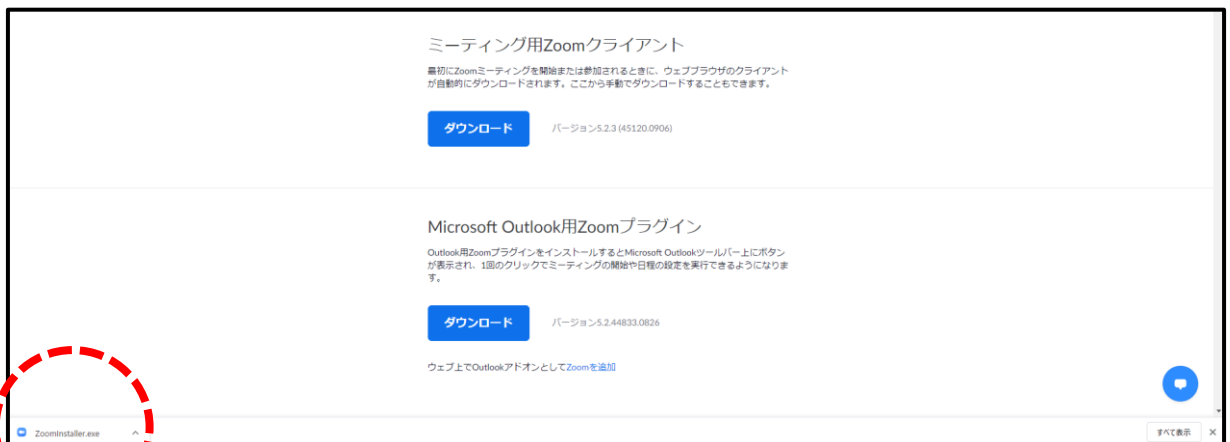 ミーティング用Zoomクライアント
最初にZoomミーティングを開始または参加されるときに、ウェブブラウザのクライアント
が自動的にダウンロードされます。ここから手動でダウンロードすることもできます。
ダウンロード バージョン5.2.3 (45120.0906)
Microsoft Outlook用Zoomプラグイン
Outlook用ZoomプラグインをインストールするとMicrosoft Outlookツールバー上にボタン
が表示され、1回のクリックでミーティングの開始や日程の設定を実行できるようになりま
す。
ダウンロード バージョン5.2.44833.0826
ウェブ上でOutlookアドオンとしてZoomを追加
ZoomInstaller.exe すべて表示